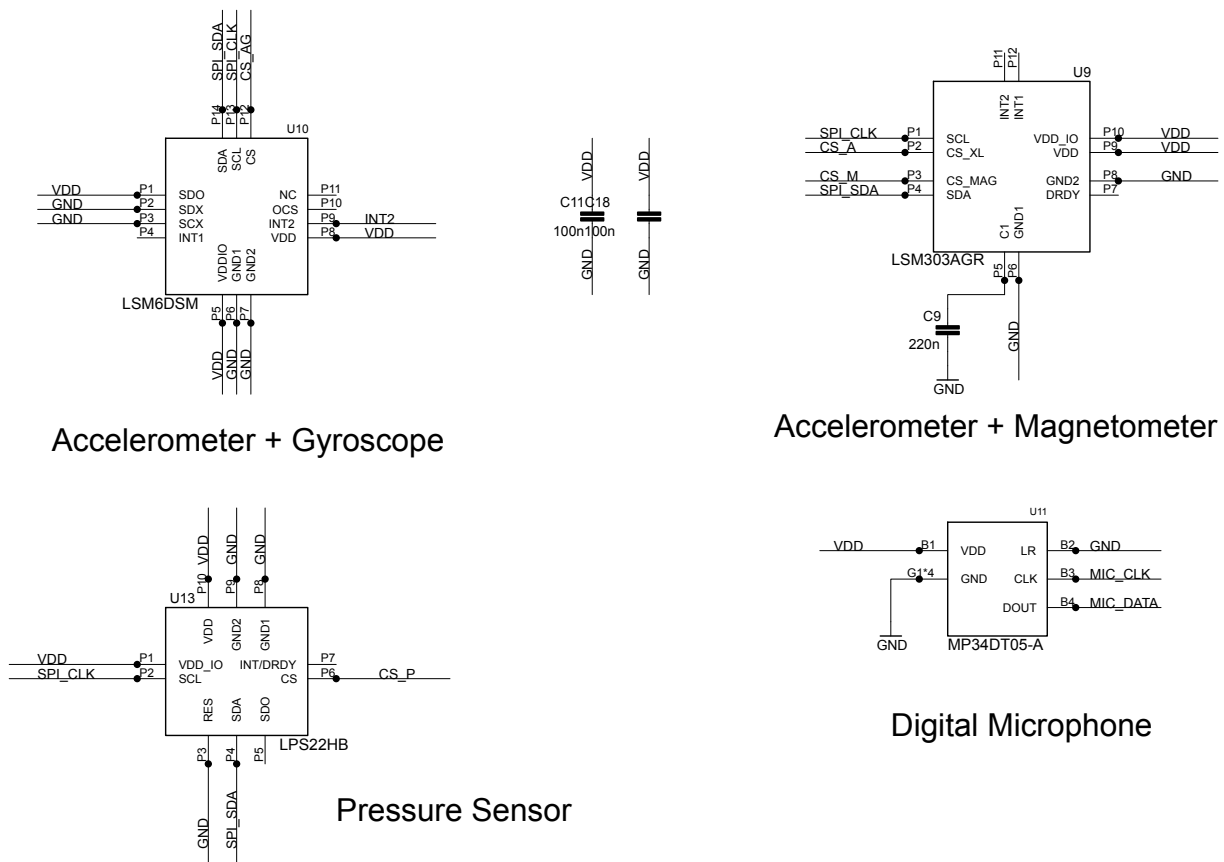 SPI_SDA
SPI_CLK
CS_AG
P14
P13
P12
U10
SDA
SCL
CS
VDD P1 SDO NC P11
GND P2 SDX OCS P10
GND P3 SCX INT2 P9 INT2
P4 INT1 VDD P8 VDD
VDDIO
GND1
GND2
LSM6DSM
P5
P6
P7
VDD
GND
GND
Accelerometer + Gyroscope
VDD
VDD
C11C18
100n100n
GND
GND
P11
P12
U9
INT2
INT1
SPI_CLK P1 SCL VDD_IO P10 VDD
CS_A P2 CS_XL VDD P9 VDD
CS_M P3 CS_MAG GND2 P8 GND
SPI_SDA P4 SDA DRDY P7
C1
GND1
LSM303AGR
P5
P6
C9
220n
GND
GND
Accelerometer + Magnetometer
VDD
GND
GND
P10
P9
P8
U13
VDD
GND2
GND1
VDD P1 VDD_IO INT/DRDY P7
SPI_CLK P2 SCL CS P6 CS_P
RES
SDA
SDO
LPS22HB
P3
P4
P5
GND
SPI_SDA
Pressure Sensor
U11
VDD B1 VDD LR B2 GND
G1*4 GND CLK B3 MIC_CLK
DOUT B4 MIC_DATA
GND
MP34DT05-A
Digital Microphone